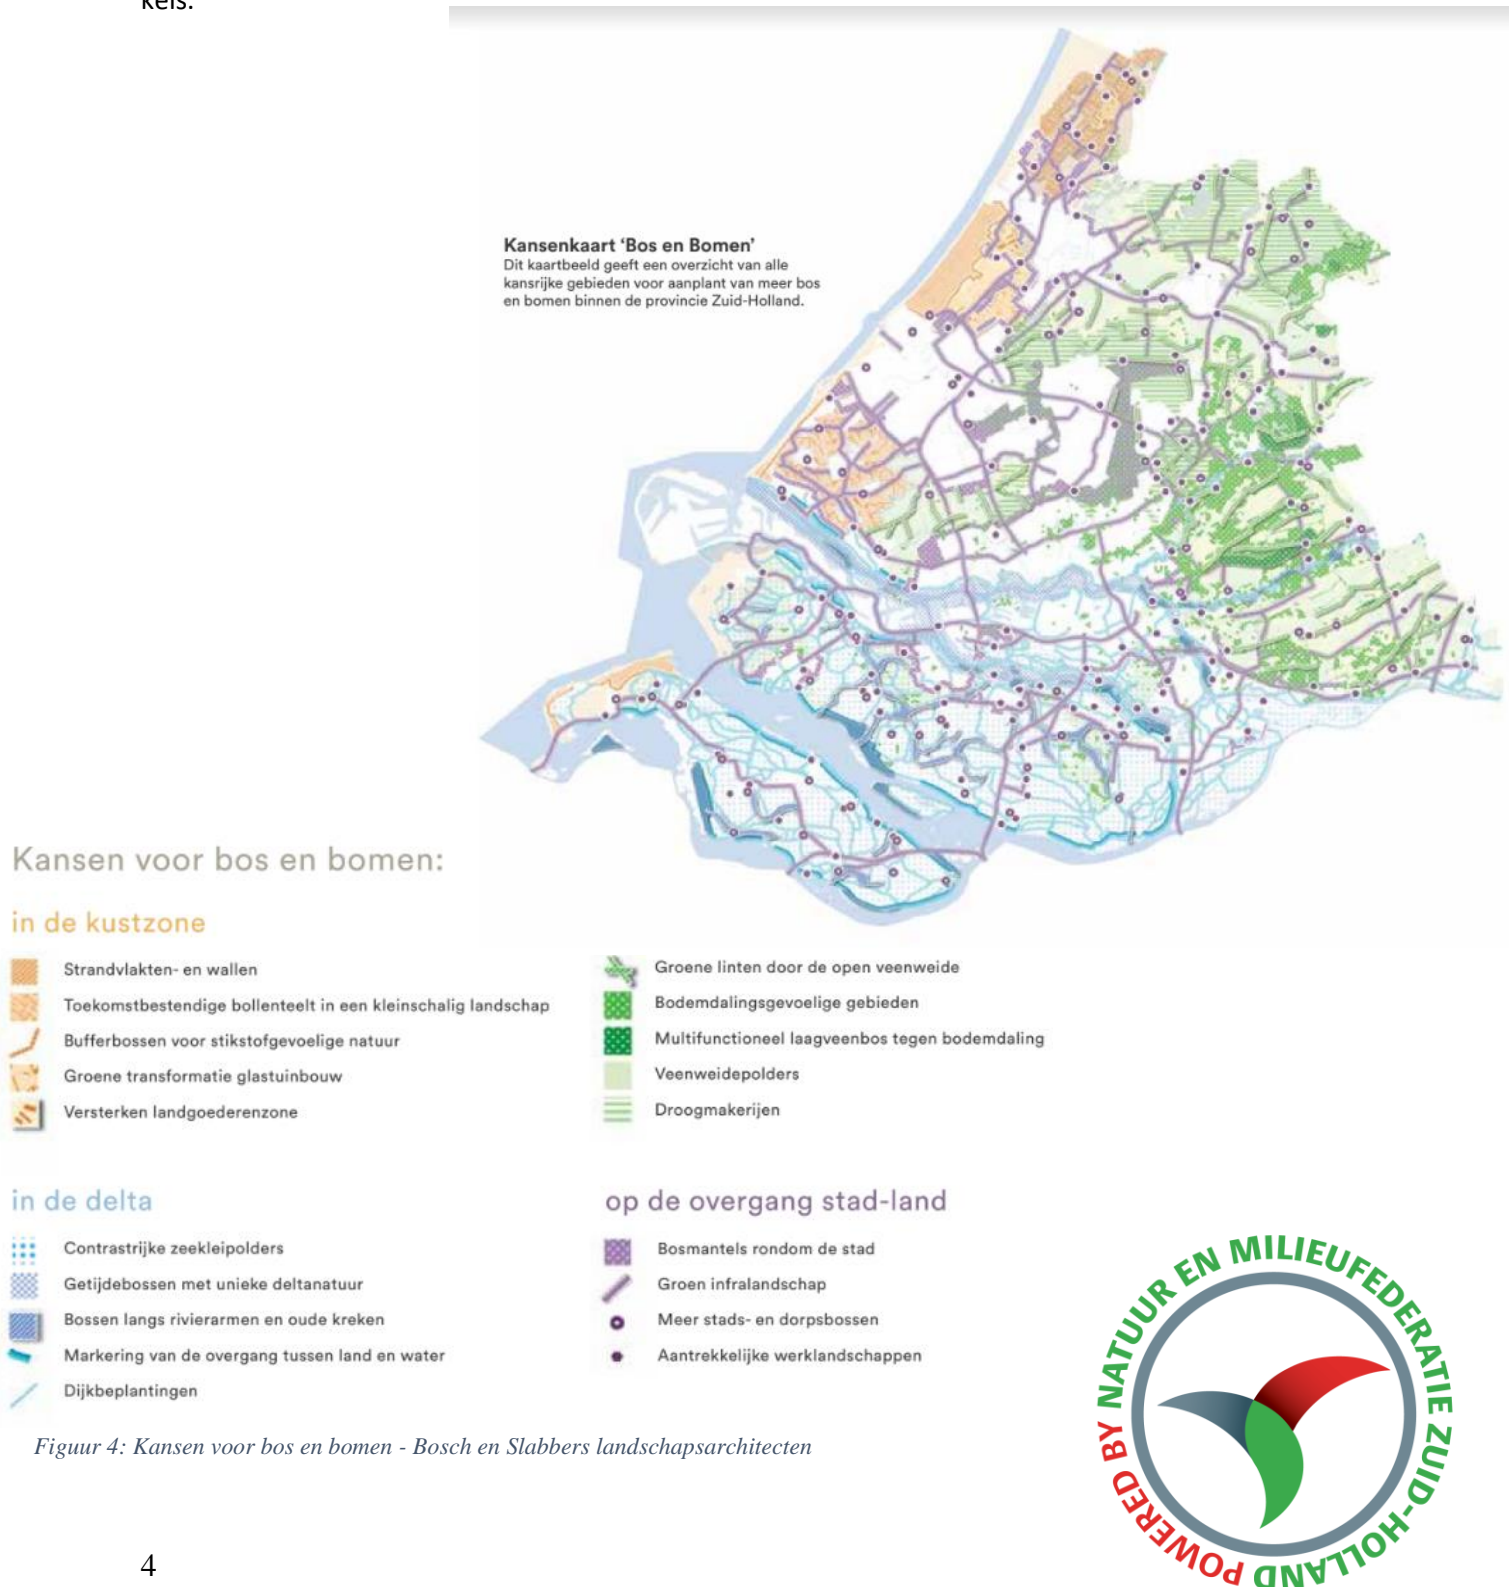 kels.
Kansenkaart ‘Bos en Bomen’
Dit kaartbeeld geeft een overzicht van alle
kansrijke gebieden voor aanplant van meer bos
en bomen binnen de provincie Zuid-Holland.
Kansen voor bos en bomen:
in de kustzone
Strandvlakten- en wallen
Toekomstbestendige bollenteelt in een kleinschalig landschap
Bufferbossen voor stikstofgevoelige natuur
Groene transformatie glastuinbouw
Versterken landgoederenzone
Groene linten door de open veenweide
Bodemdalingsgevoelige gebieden
Multifunctioneel laagveenbos tegen bodemdaling
Veenweidepolders
Droogmakerijen
in de delta
Contrastrijke zeekleipolders
Getijdebossen met unieke deltanatuur
Bossen langs rivierarmen en oude kreken
Markering van de overgang tussen land en water
Dijkbeplantingen
op de overgang stad-land
Bosmantels rondom de stad
Groen infralandschap
Meer stads- en dorpsbossen
Aantrekkelijke werklandschappen
Figuur 4: Kansen voor bos en bomen - Bosch en Slabbers landschapsarchitecten
POWERED BY NATUUR EN MILIEUFEDERATIE ZUID-HOLLAND
4